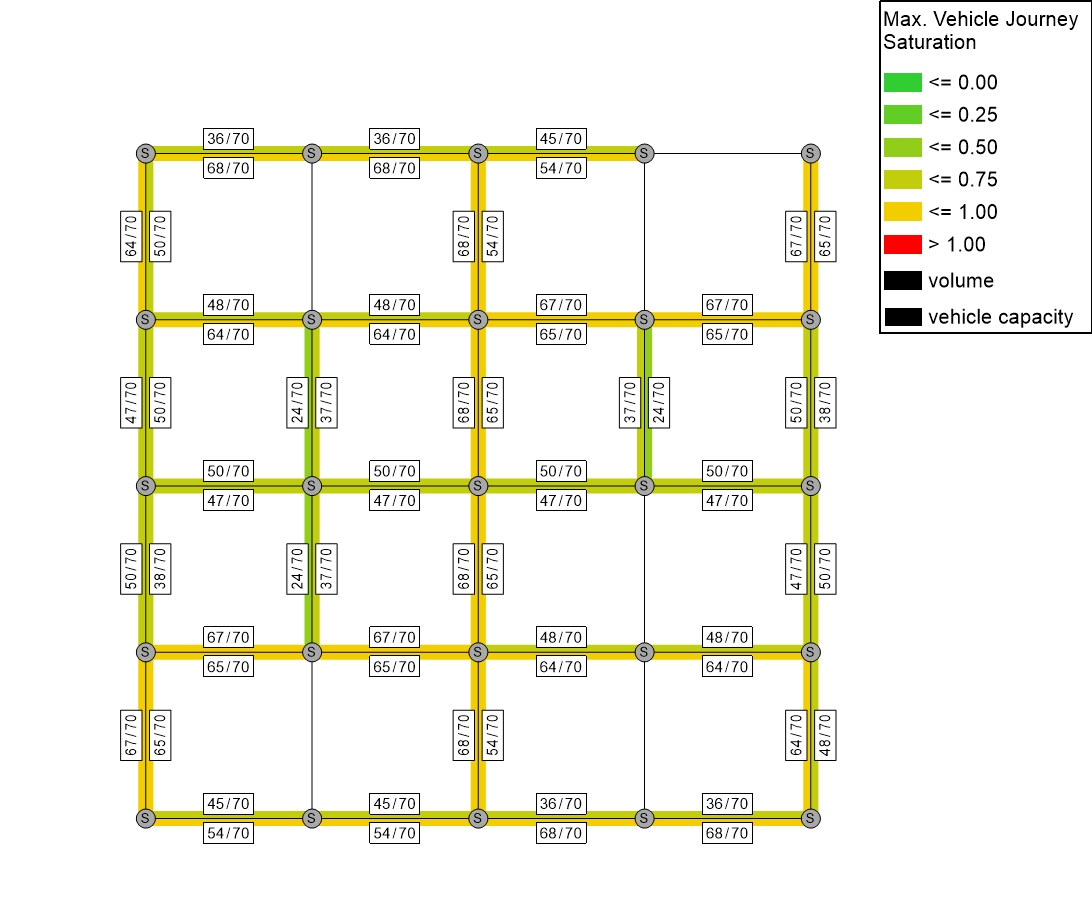 Max. Vehicle Journey
Saturation
<= 0.00
<= 0.25
<= 0.50
<= 0.75
<= 1.00
> 1.00
volume
vehicle capacity
36/70 36/70 45/70
S S S S S
68/70 68/70 54/70
64/70 50/70 68/70 54/70 67/70 65/70
48/70 48/70 67/70 67/70
S S S S S
64/70 64/70 65/70 65/70
47/70 50/70 24/70 37/70 68/70 65/70 37/70 24/70 50/70 38/70
50/70 50/70 50/70 50/70
S S S S S
47/70 47/70 47/70 47/70
50/70 38/70 24/70 37/70 68/70 65/70 47/70 50/70
67/70 67/70 48/70 48/70
S S S S S
65/70 65/70 64/70 64/70
67/70 65/70 68/70 54/70 64/70 48/70
45/70 45/70 36/70 36/70
S S S S S
54/70 54/70 68/70 68/70